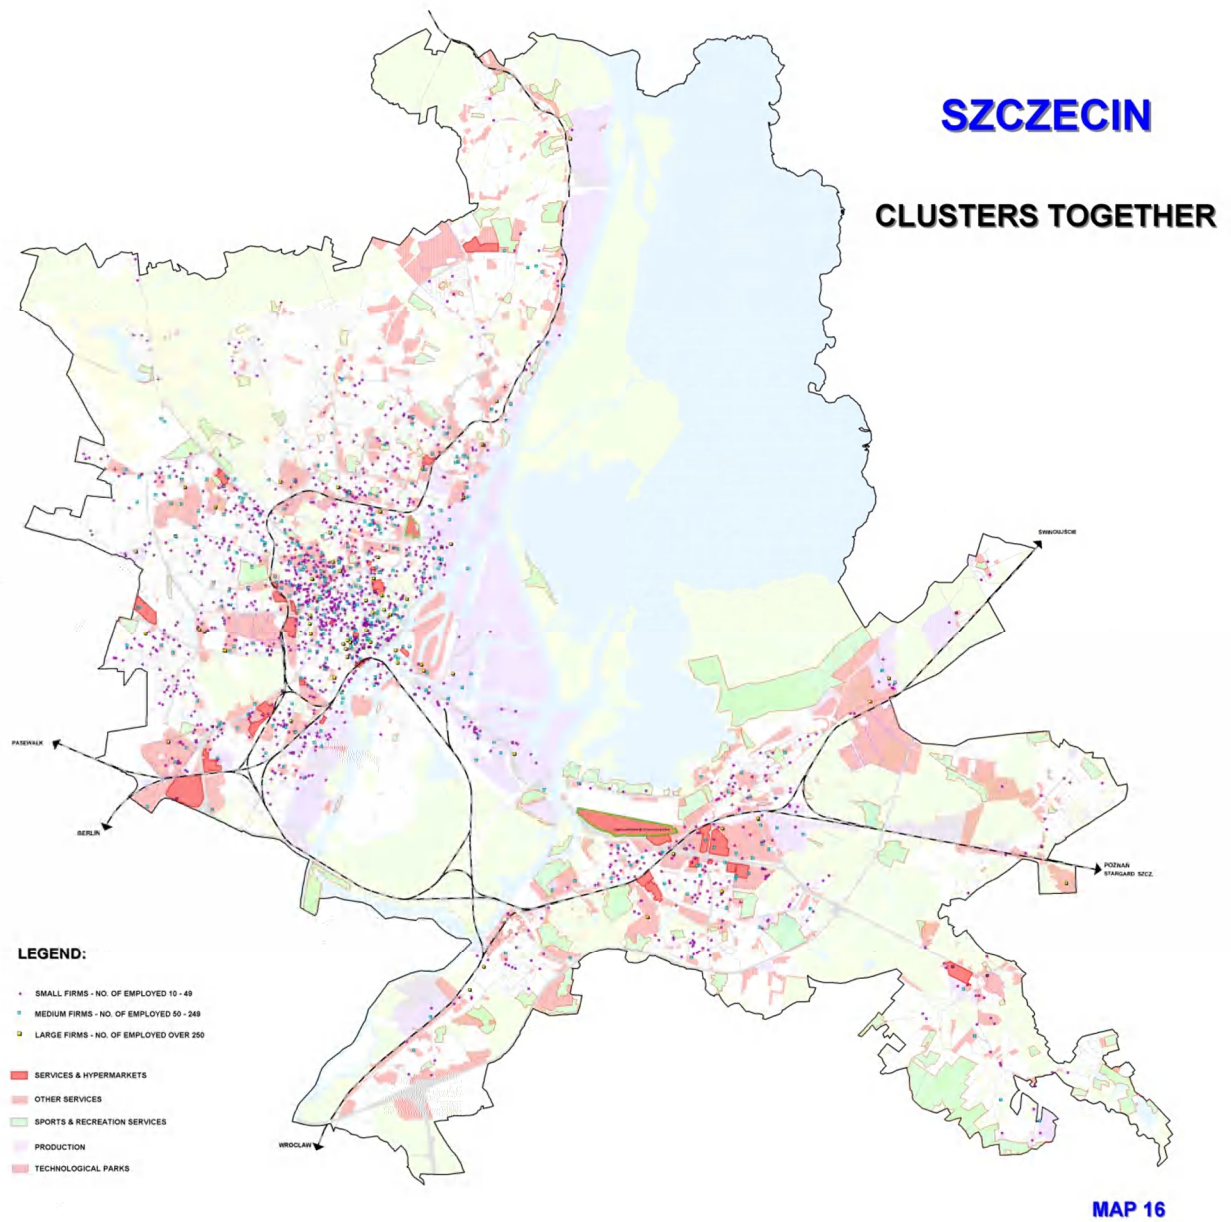 SZCZECIN
CLUSTERS TOGETHER
ŚWINOUJŚCIE
PASEWALK
BERLIN
POZNAŃ
STARGARD SZCZ.
WROCŁAW
LEGEND:
SMALL FIRMS - NO. OF EMPLOYED 10 - 49
MEDIUM FIRMS - NO. OF EMPLOYED 50 - 249
LARGE FIRMS - NO. OF EMPLOYED OVER 250
SERVICES & HYPERMARKETS
OTHER SERVICES
SPORTS & RECREATION SERVICES
PRODUCTION
TECHNOLOGICAL PARKS
MAP 16